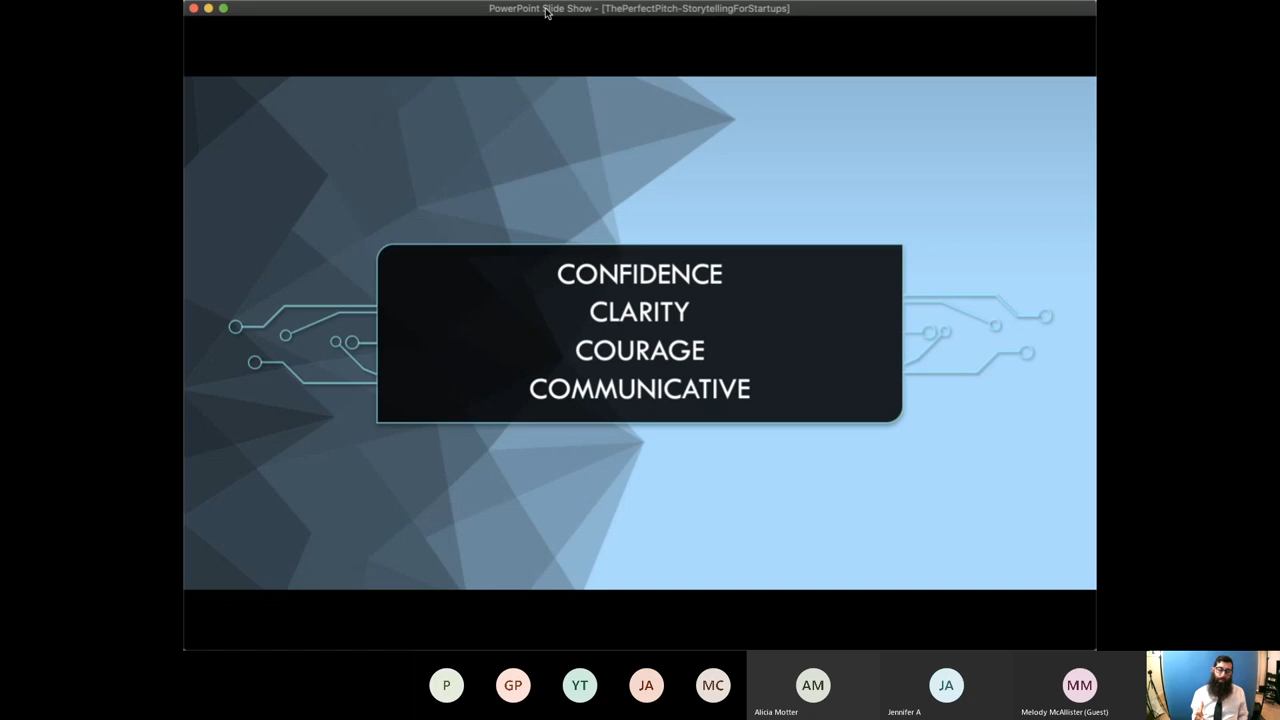 PowerPoint Slide Show - [ThePerfectPitch-StorytellingForStartups]
CONFIDENCE
CLARITY
COURAGE
COMMUNICATIVE
P
GP
YT
JA
MC
AM
JA
MM
Alicia Motter
Jennifer A
Melody McAllister (Guest)